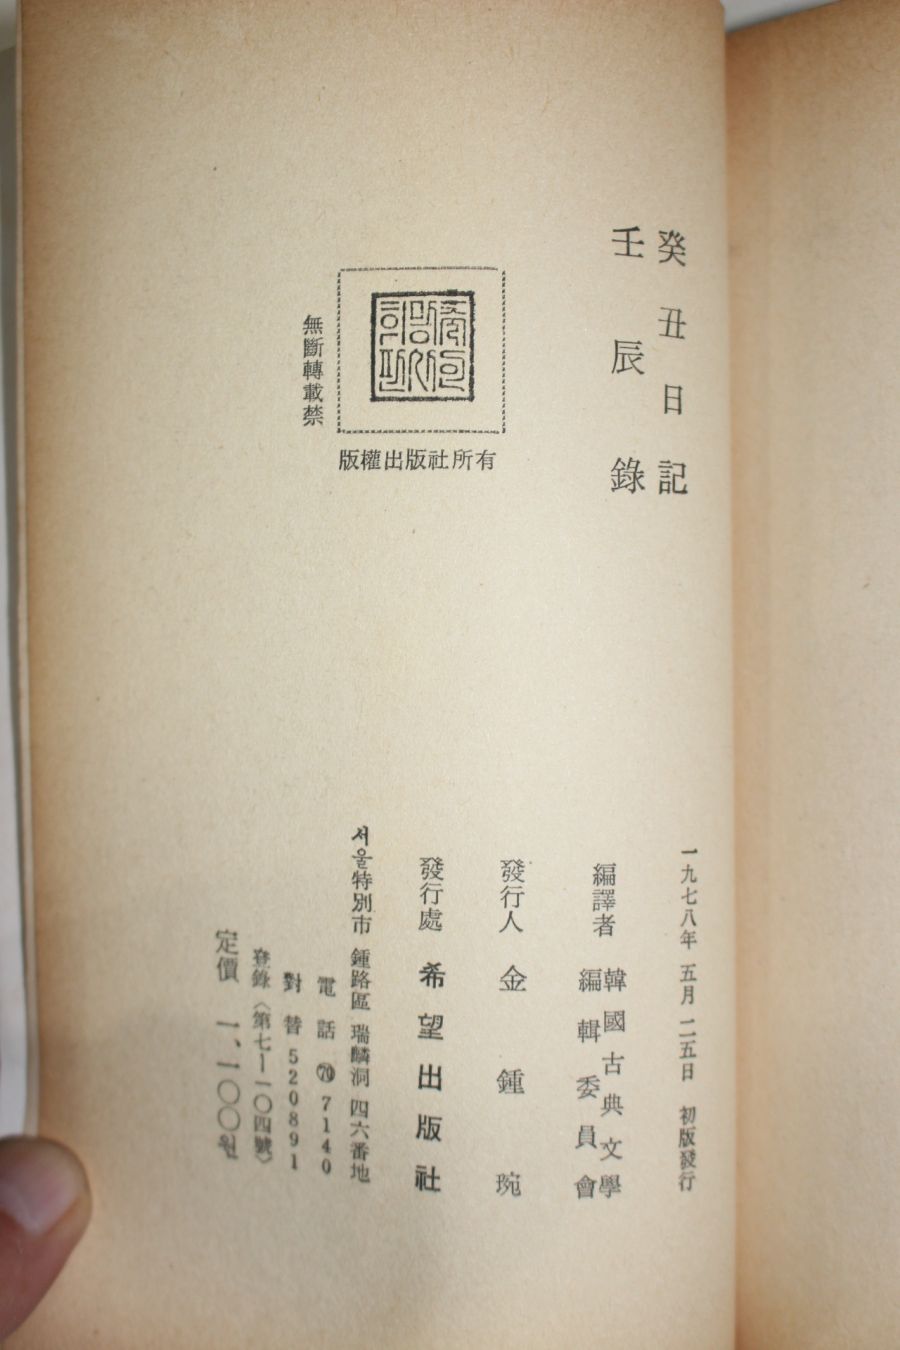 癸丑日記
壬辰錄
版權出版社所有
無斷轉載禁
一九七八年 五月 二五日 初版發行
編譯者 韓國古典文學
編輯委員會
發行人 金鍾琬
發行處 希望出版社
서울特別市 鍾路區 瑞麟洞 四六番地
電話 ⑺⁰ 7140
對替 520891
登錄〈第七—一〇四號〉
定價 一、一〇〇원